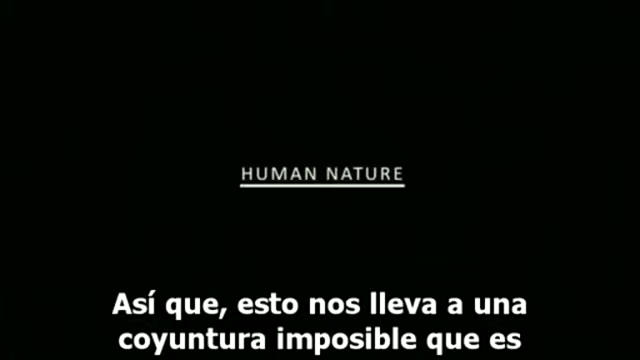 HUMAN NATURE
Así que, esto nos lleva a una
coyuntura imposible que es